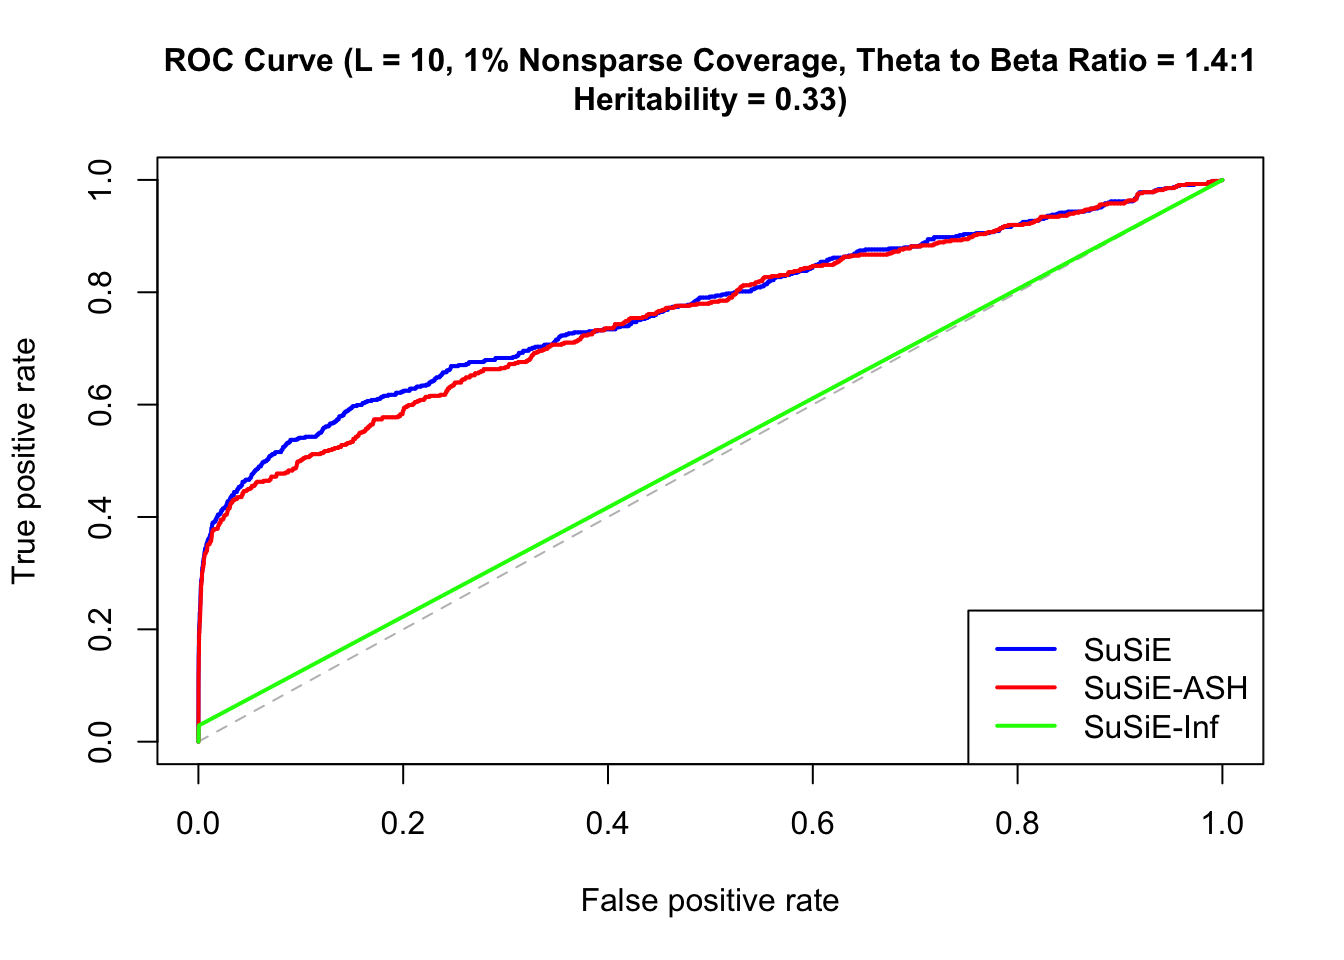 ROC Curve (L = 10, 1% Nonsparse Coverage, Theta to Beta Ratio = 1.4:1
Heritability = 0.33)
True positive rate
1.0
0.8
0.6
0.4
0.2
0.0
SuSiE
SuSiE-ASH
SuSiE-Inf
0.0 0.2 0.4 0.6 0.8 1.0
False positive rate